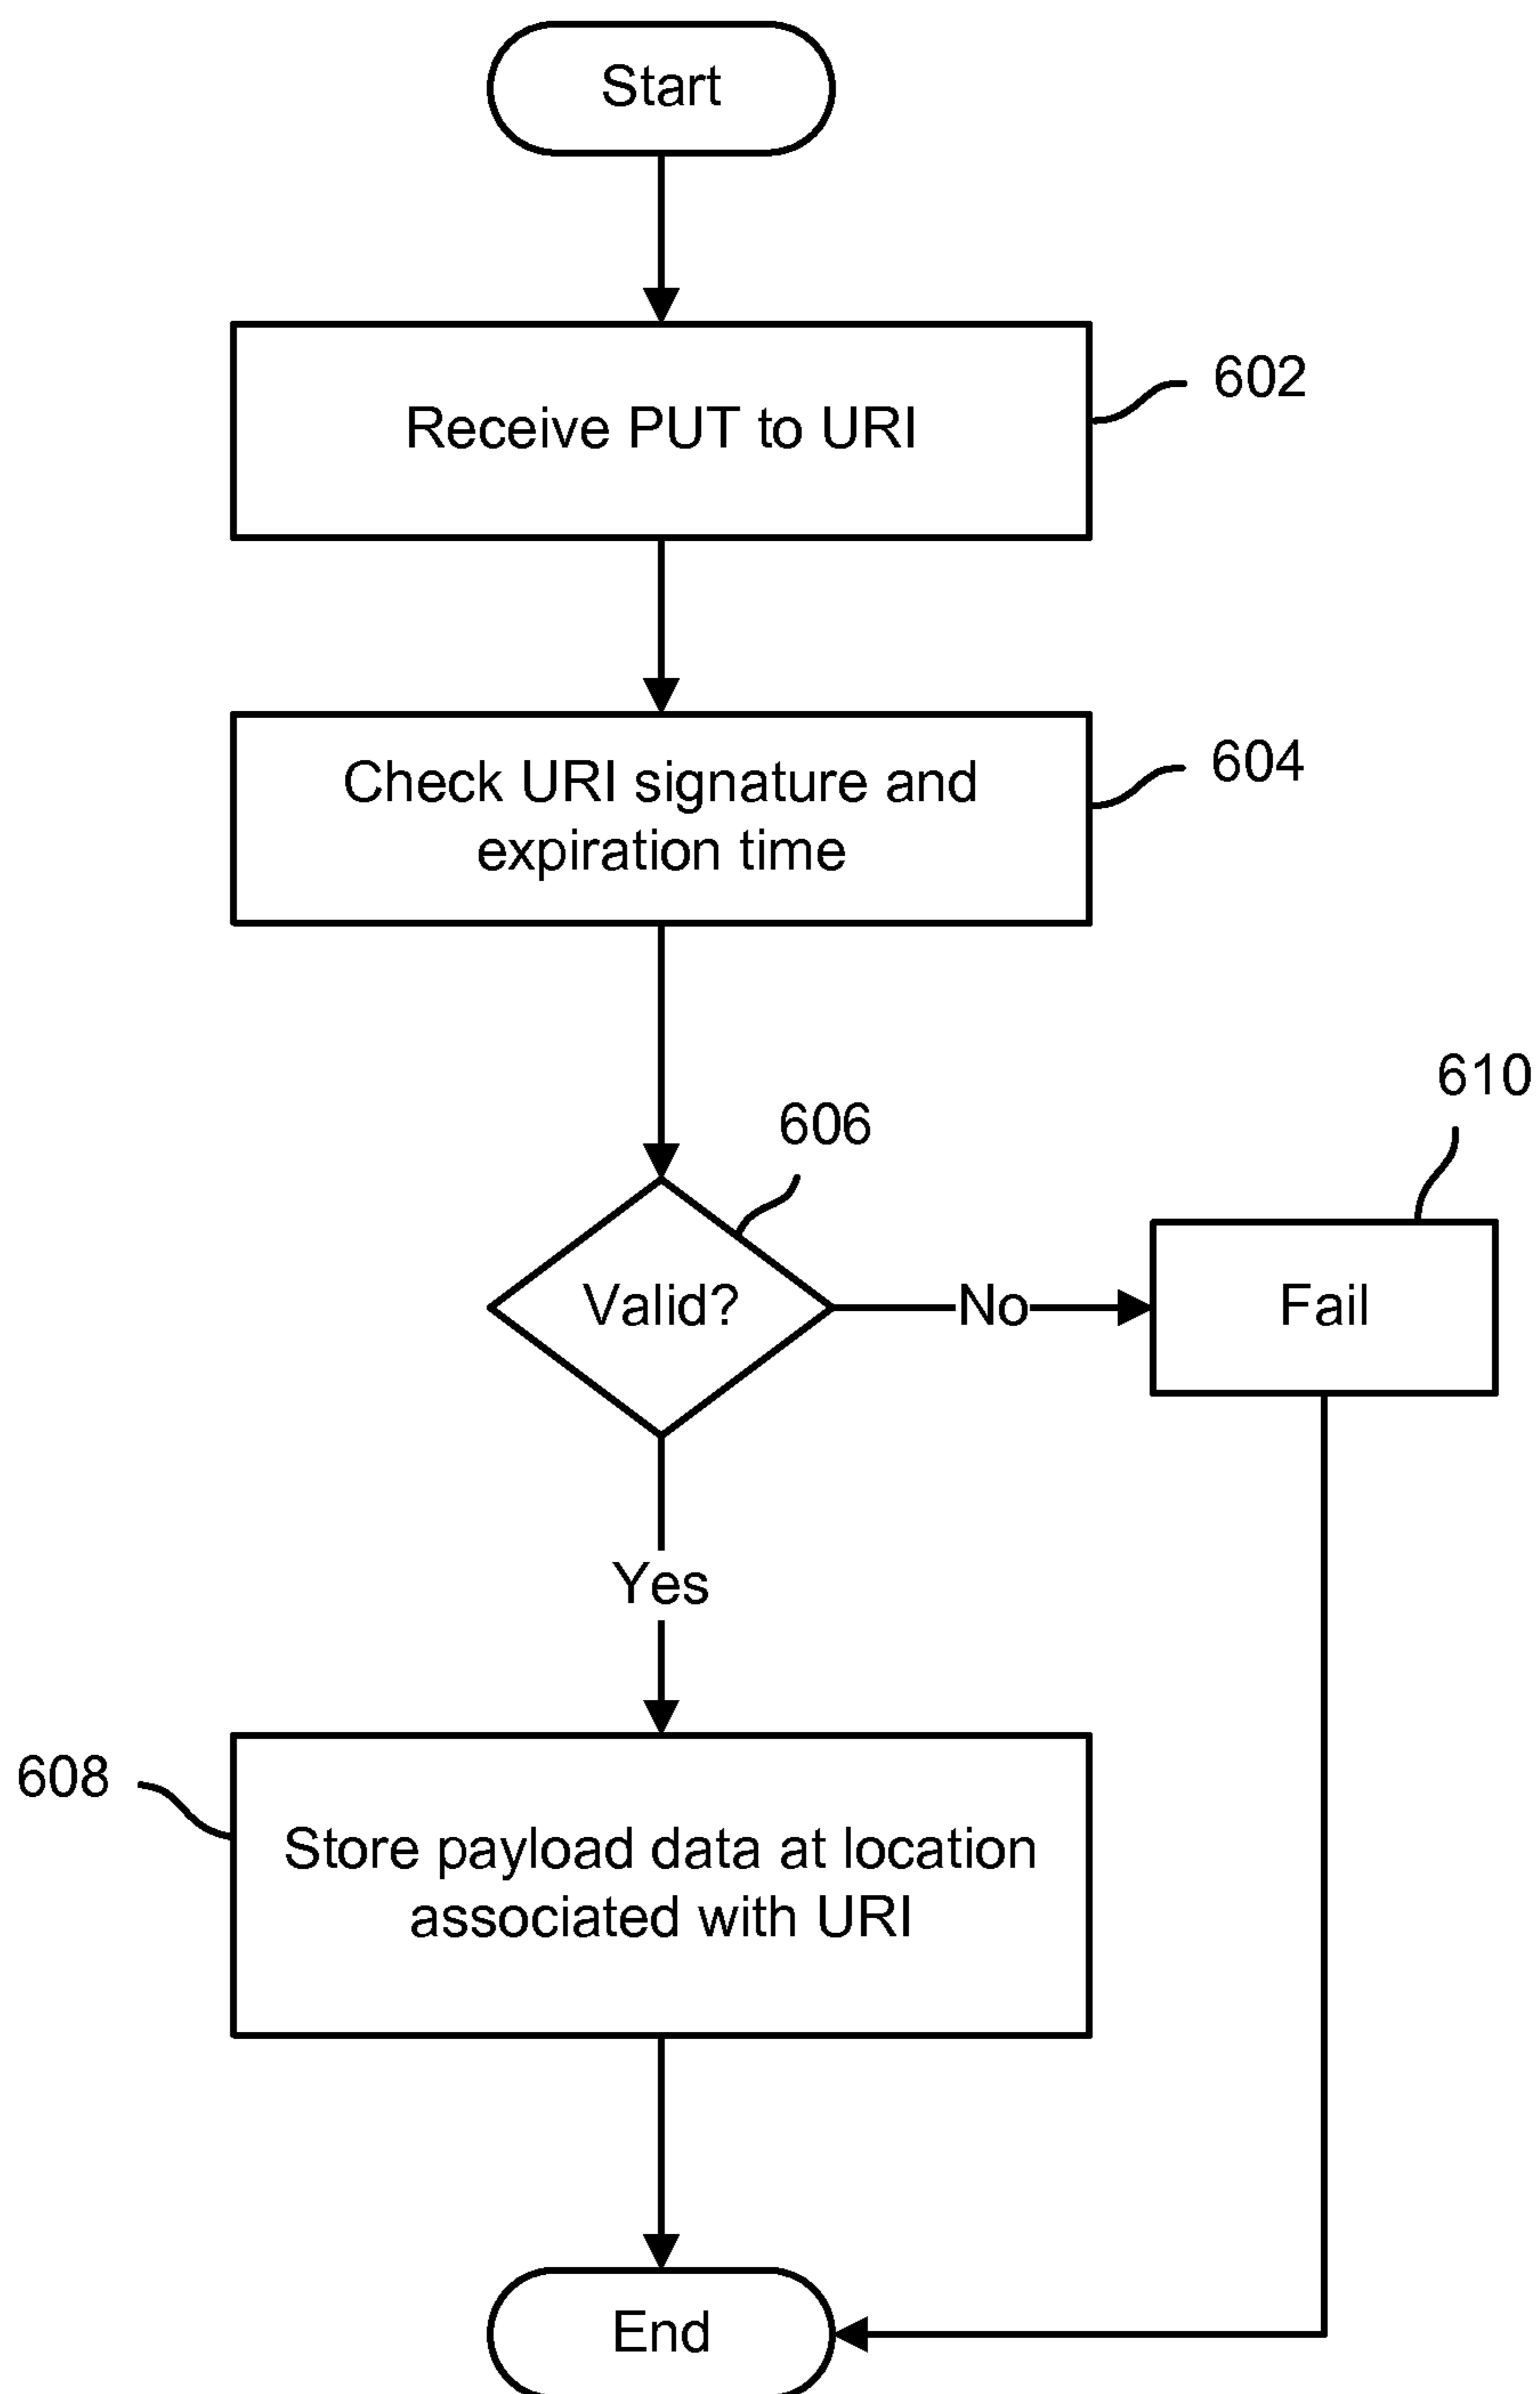 Start
Receive PUT to URI
602
Check URI signature and
expiration time
604
606
610
Valid?
No
Fail
Yes
608
Store payload data at location
associated with URI
End